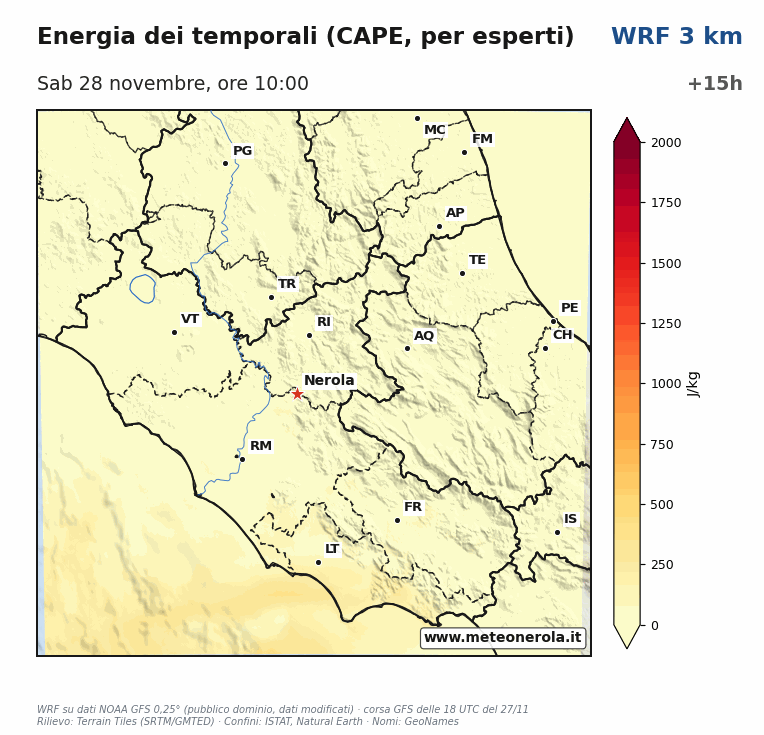 Energia dei temporali (CAPE, per esperti) WRF 3 km
Sab 28 novembre, ore 10:00 +15h
MC
FM
PG
AP
TE
TR
PE
VT
RI
AQ
CH
Nerola
RM
FR
IS
LT
www.meteonerola.it
2000
1750
1500
1250
1000
750
500
250
0
J/kg
WRF su dati NOAA GFS 0,25° (pubblico dominio, dati modificati) · corsa GFS delle 18 UTC del 27/11
Rilievo: Terrain Tiles (SRTM/GMTED) · Confini: ISTAT, Natural Earth · Nomi: GeoNames